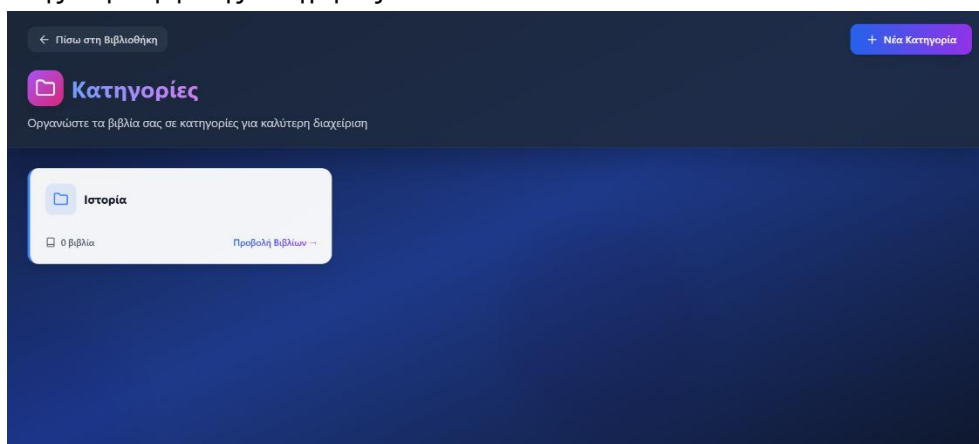 ← Πίσω στη Βιβλιοθήκη
+ Νέα Κατηγορία
Κατηγορίες
Οργανώστε τα βιβλία σας σε κατηγορίες για καλύτερη διαχείριση
Ιστορία
0 βιβλία
Προβολή Βιβλίων →